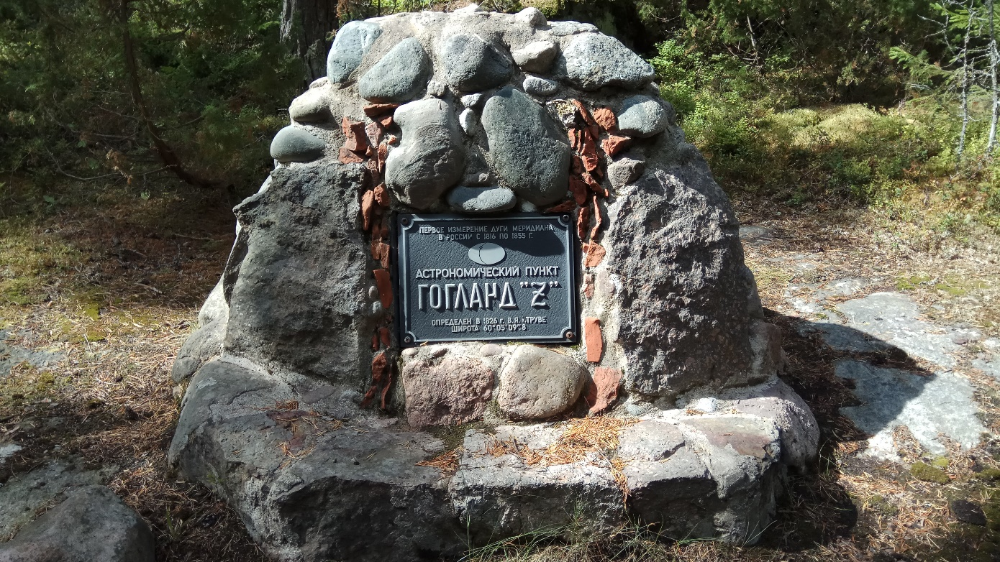 ПЕРВОЕ ИЗМЕРЕНИЕ ДУГИ МЕРИДИАНА
В РОССИИ С 1816 ПО 1855 Г.
АСТРОНОМИЧЕСКИЙ ПУНКТ
ГОГЛАНД "Z"
ОПРЕДЕЛЕН В 1826 г. В.Я. СТРУВЕ
ШИРОТА 60°05'09"8